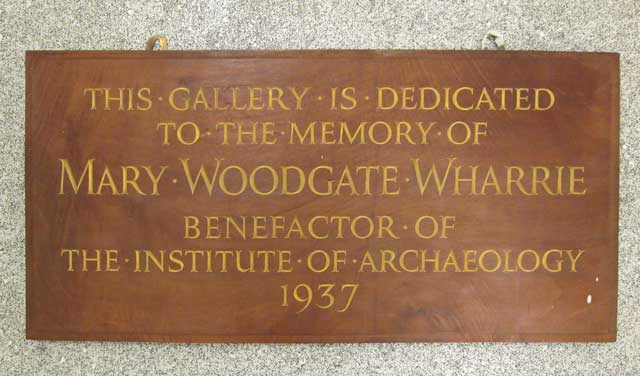 THIS · GALLERY · IS · DEDICATED
TO · THE · MEMORY · OF
MARY · WOODGATE · WHARRIE
BENEFACTOR · OF
THE · INSTITUTE · OF · ARCHAEOLOGY
1937